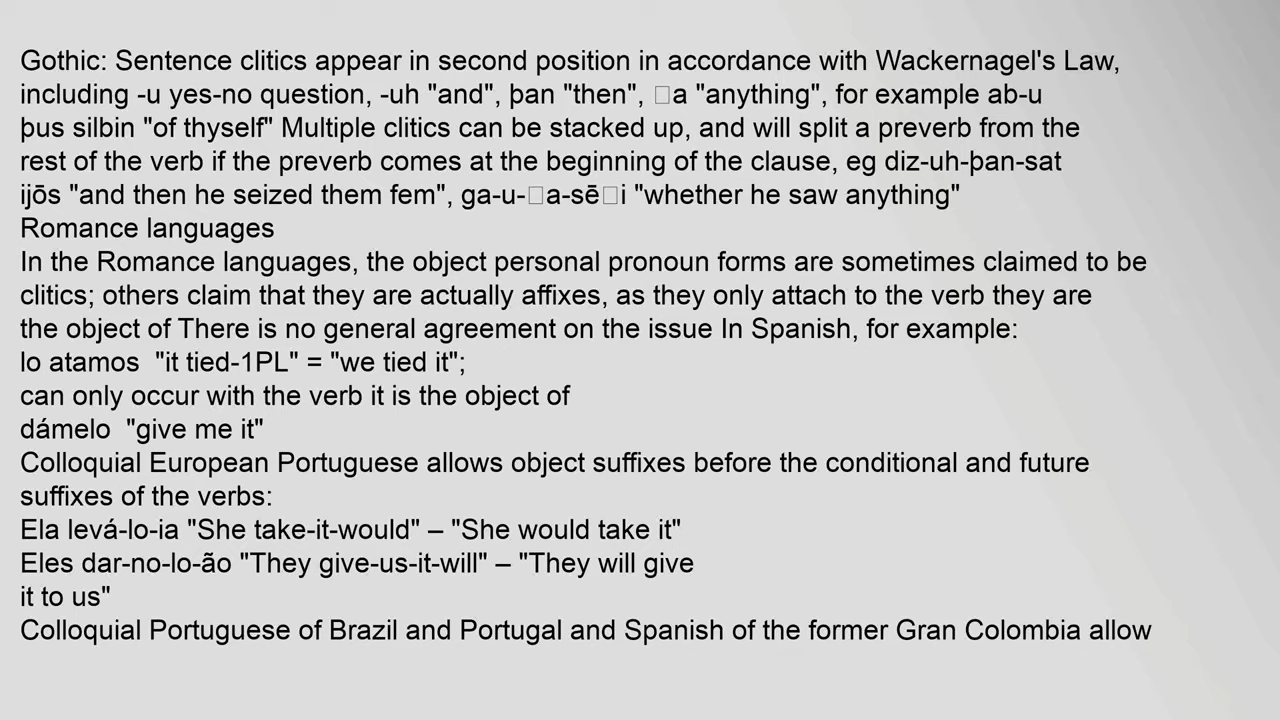 Gothic: Sentence clitics appear in second position in accordance with Wackernagel's Law,
including -u yes-no question, -uh "and", þan "then", □a "anything", for example ab-u
þus silbin "of thyself" Multiple clitics can be stacked up, and will split a preverb from the
rest of the verb if the preverb comes at the beginning of the clause, eg diz-uh-þan-sat
ijōs "and then he seized them fem", ga-u-□a-sē□i "whether he saw anything"
Romance languages
In the Romance languages, the object personal pronoun forms are sometimes claimed to be
clitics; others claim that they are actually affixes, as they only attach to the verb they are
the object of There is no general agreement on the issue In Spanish, for example:
lo atamos "it tied-1PL" = "we tied it";
can only occur with the verb it is the object of
dámelo "give me it"
Colloquial European Portuguese allows object suffixes before the conditional and future
suffixes of the verbs:
Ela levá-lo-ia "She take-it-would" – "She would take it"
Eles dar-no-lo-ão "They give-us-it-will" – "They will give
it to us"
Colloquial Portuguese of Brazil and Portugal and Spanish of the former Gran Colombia allow